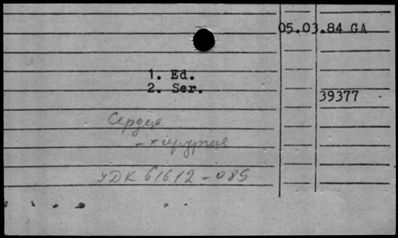 05.03.84 GA
1. Ed.
2. Ser.
39377
Сердце
- хирургия
УДК 616.12-089